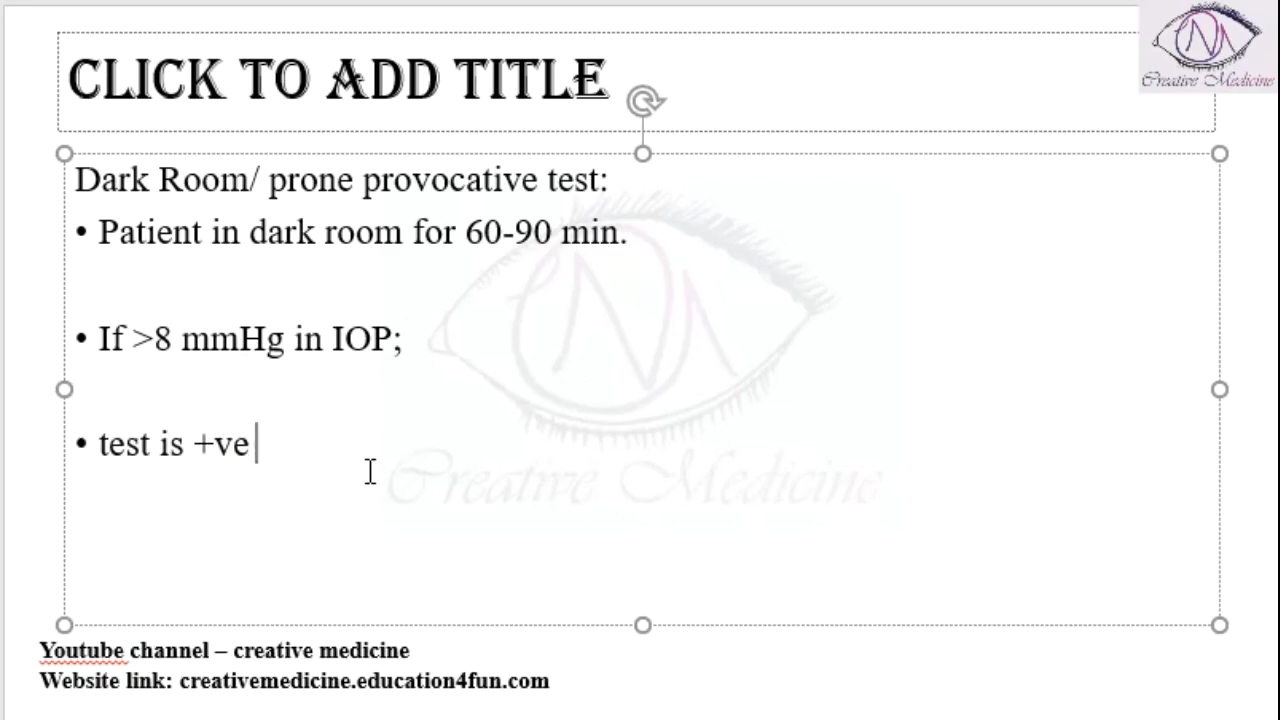 CLICK TO ADD TITLE
Creative Medicine
Dark Room/ prone provocative test:
• Patient in dark room for 60-90 min.
• If >8 mmHg in IOP;
• test is +ve
Creative Medicine
Youtube channel – creative medicine
Website link: creativemedicine.education4fun.com